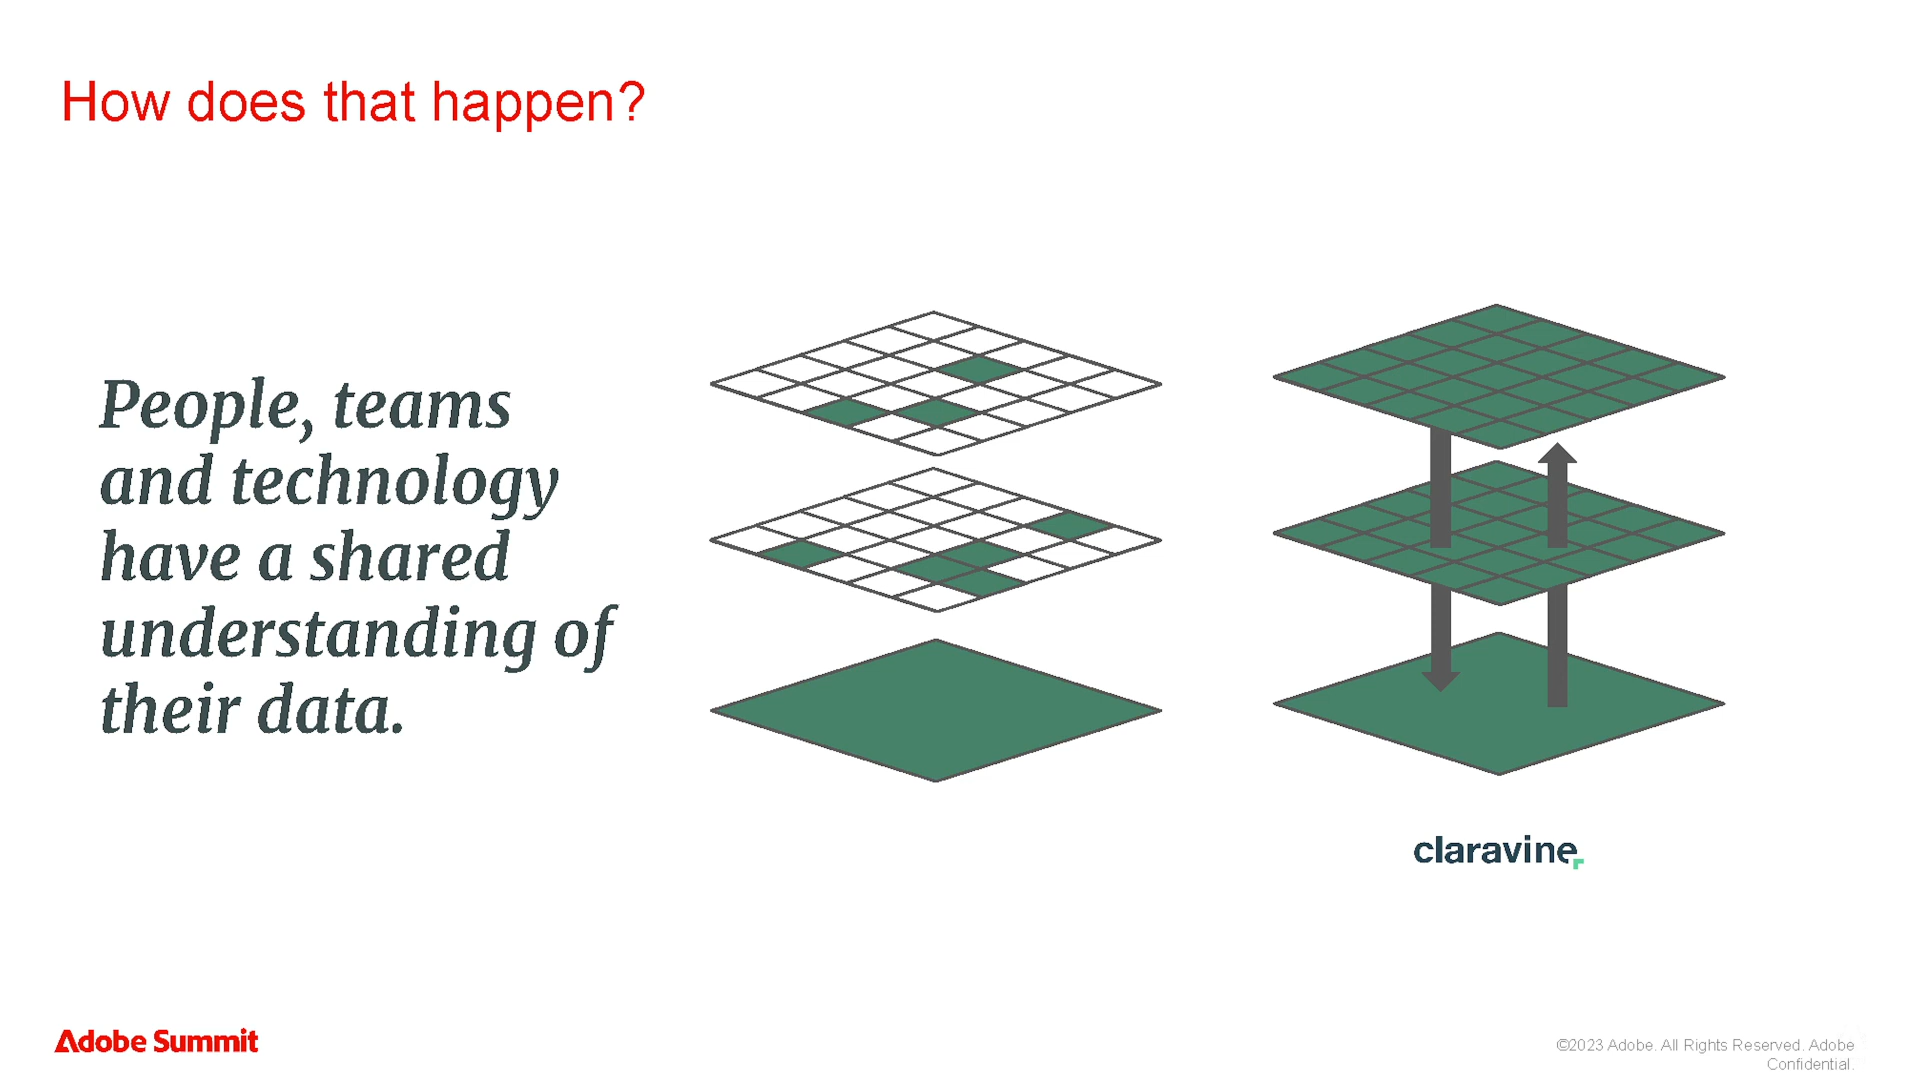 How does that happen?
People, teams
and technology
have a shared
understanding of
their data.
claravine
Adobe Summit
©2023 Adobe. All Rights Reserved. Adobe
Confidential.